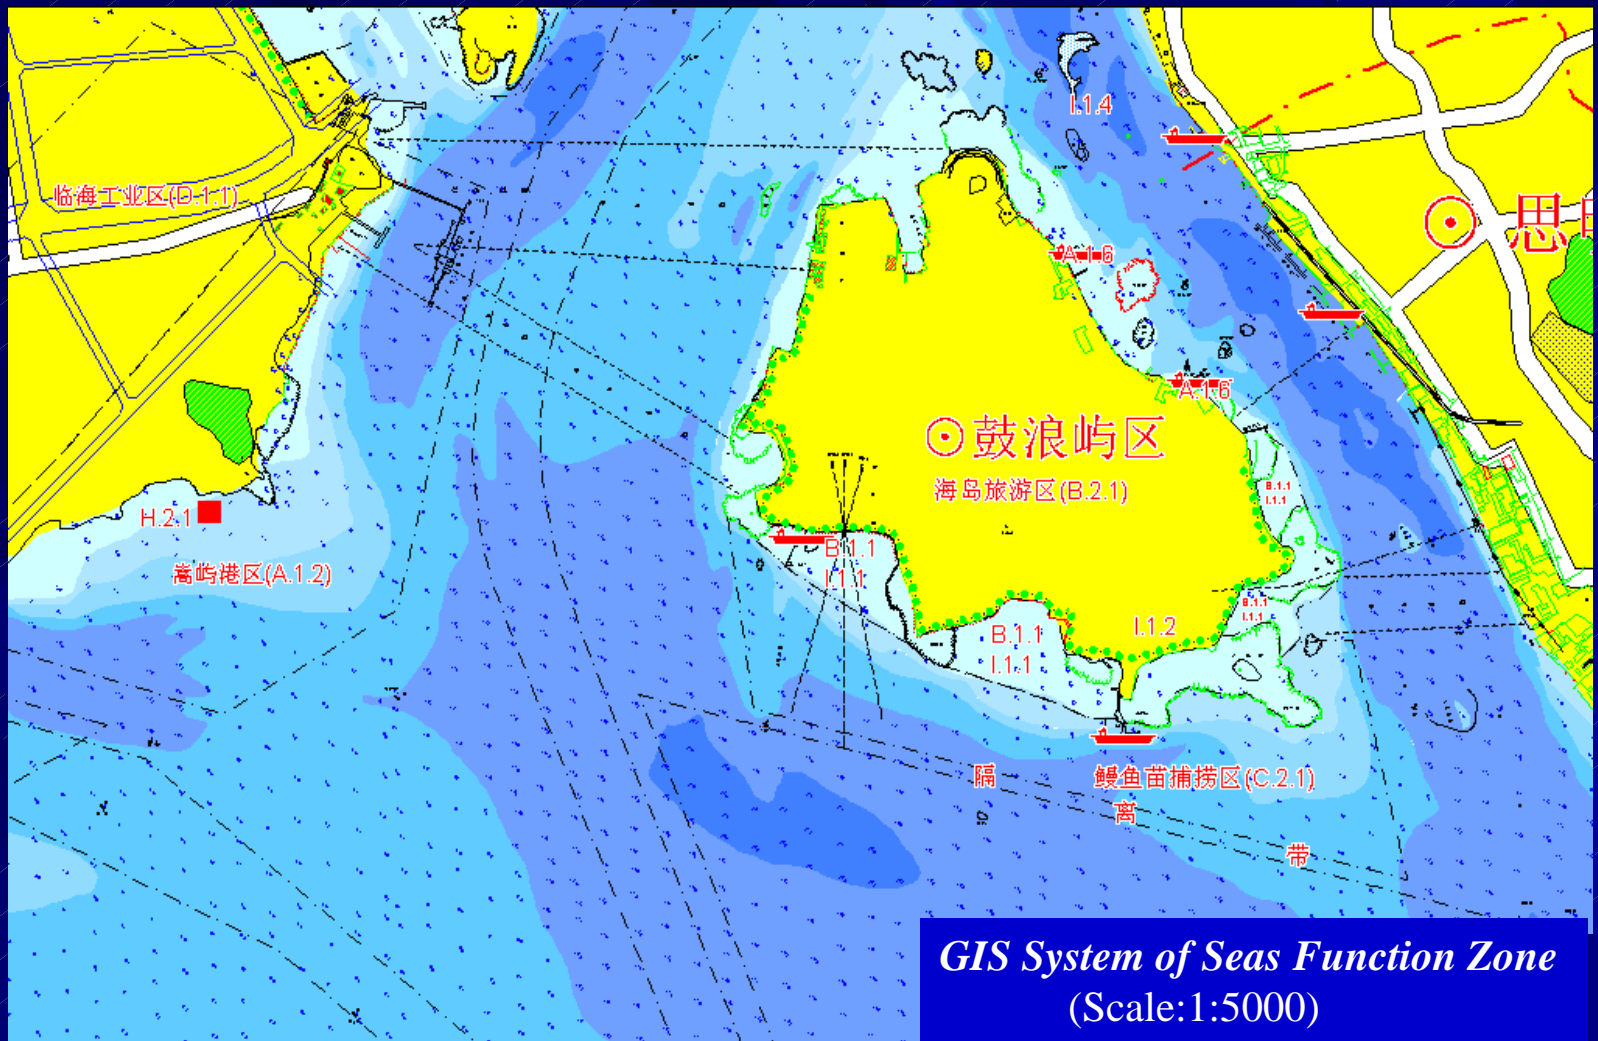 I.1.4
临海工业区(D.1.1)
思
A.1.6
A.1.6
鼓浪屿区
海岛旅游区(B.2.1)
B.1.1
I.1.1
H.2.1
B.1.1
I.1.1
嵩屿港区(A.1.2)
B.1.1
I.1.1
B.1.1
I.1.1
I.1.2
隔
离
带
鳗鱼苗捕捞区(C.2.1)
GIS System of Seas Function Zone
(Scale:1:5000)